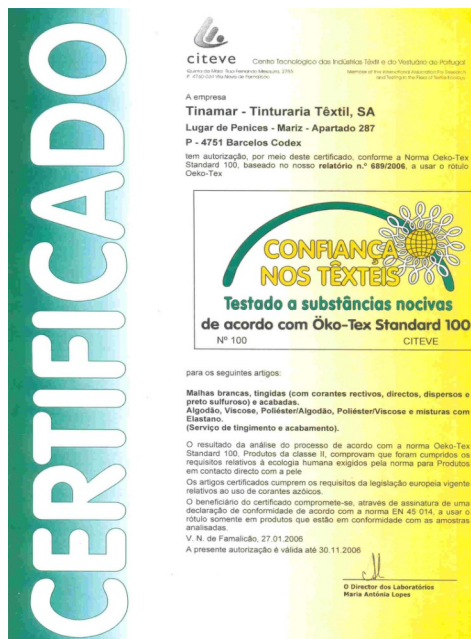 CERTIFICADO
citeve
Centro Tecnológico das Indústrias Têxtil e do Vestuário de Portugal
A empresa
Tinamar - Tinturaria Têxtil, SA
Lugar de Penices - Mariz - Apartado 287
P - 4751 Barcelos Codex
tem autorização, por meio deste certificado, conforme a Norma Oeko-Tex
Standard 100, baseado no nosso relatório n.º 689/2006, a usar o rótulo
Oeko-Tex
CONFIANÇA
NOS TÊXTEIS
Testado a substâncias nocivas
de acordo com Öko-Tex Standard 100
Nº 100 CITEVE
para os seguintes artigos:
Malhas brancas, tingidas (com corantes rectivos, directos, dispersos e
preto sulfuroso) e acabadas.
Algodão, Viscose, Poliéster/Algodão, Poliéster/Viscose e misturas com
Elastano.
(Serviço de tingimento e acabamento).
O resultado da análise do processo de acordo com a norma Oeko-Tex
Standard 100, Produtos da classe II, comprovam que foram cumpridos os
requisitos relativos à ecologia humana exigidos pela norma para Produtos
em contacto directo com a pele
Os artigos certificados cumprem os requisitos da legislação europeia vigente
relativos ao uso de corantes azóicos.
O beneficiário do certificado compromete-se, através de assinatura de uma
declaração de conformidade de acordo com a norma EN 45 014, a usar o
rótulo somente em produtos que estão em conformidade com as amostras
analisadas.
V. N. de Famalicão, 27.01.2006
A presente autorização é válida até 30.11.2006
O Director dos Laboratórios
Maria Antónia Lopes